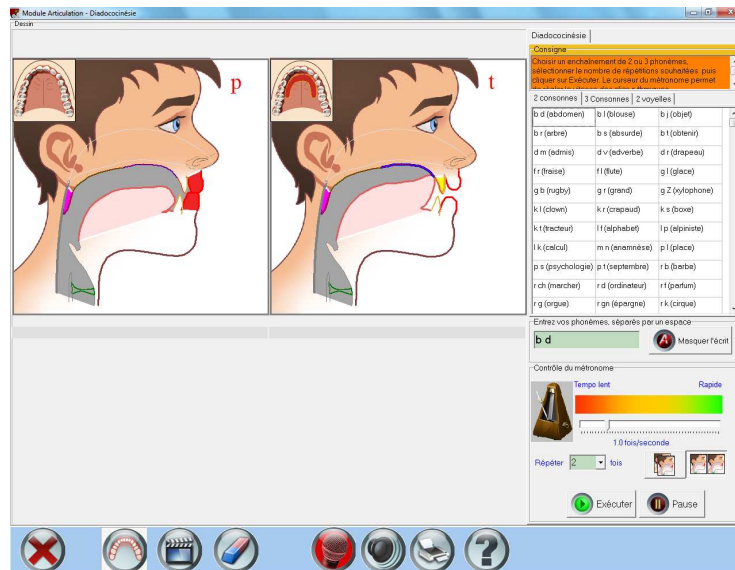 Module Articulation - Diadococinésie
Dessin
p
t
Diadococinésie
Consigne
Choisir un enchaînement de 2 ou 3 phonèmes,
sélectionner le nombre de répétitions souhaitées puis
cliquer sur Exécuter. Le curseur du métronome permet
2 consonnes 3 Consonnes 2 voyelles
b d (abdomen) b l (blouse) b j (objet)
b r (arbre) b s (absurde) b t (obtenir)
d m (admis) d v (adverbe) d r (drapeau)
f r (fraise) f l (flute) g l (glace)
g b (rugby) g r (grand) g Z (xylophone)
k l (clown) k r (crapaud) k s (boxe)
k t (tracteur) l f (alphabet) l p (alpiniste)
l k (calcul) m n (anamnèse) p l (place)
p s (psychologie) p t (septembre) r b (barbe)
r ch (marcher) r d (ordinateur) r f (parfum)
r g (orgue) r gn (épargne) r k (cirque)
Entrez vos phonèmes, séparés par un espace
b d
A Masquer l'écrit
Contrôle du métronome
Tempo lent Rapide
1.0 fois/seconde
Répéter 2 fois
Exécuter Pause
?